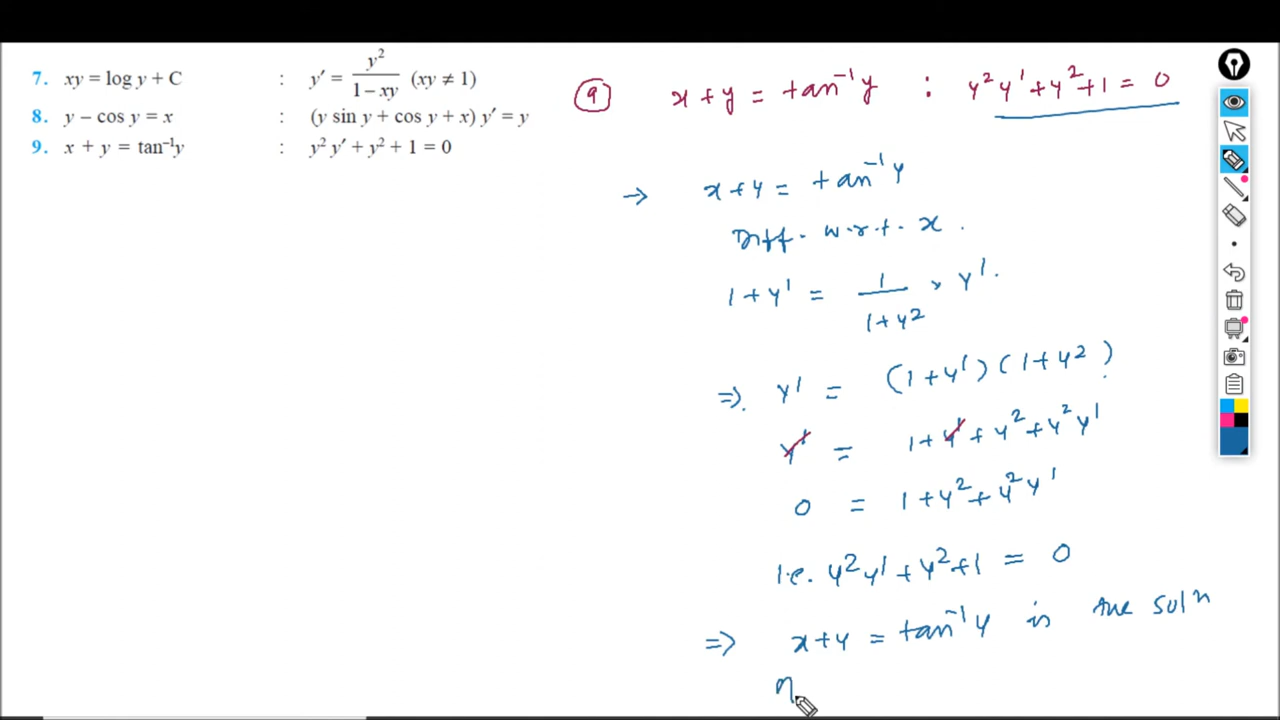 7. xy = log y + C : y′ = y²/(1 – xy) (xy ≠ 1)
8. y – cos y = x : (y sin y + cos y + x) y′ = y
9. x + y = tan⁻¹y : y² y′ + y² + 1 = 0
⑨ x + y = tan⁻¹y : y²y' + y² + 1 = 0
→ x + y = tan⁻¹y
Diff. w.r.t. x.
1 + y' = 1/(1 + y²) × y'.
⇒ y' = (1 + y')(1 + y²)
y' = 1 + y' + y² + y²y'
0 = 1 + y² + y²y'
i.e. y²y' + y² + 1 = 0
⇒ x + y = tan⁻¹y is the solⁿ